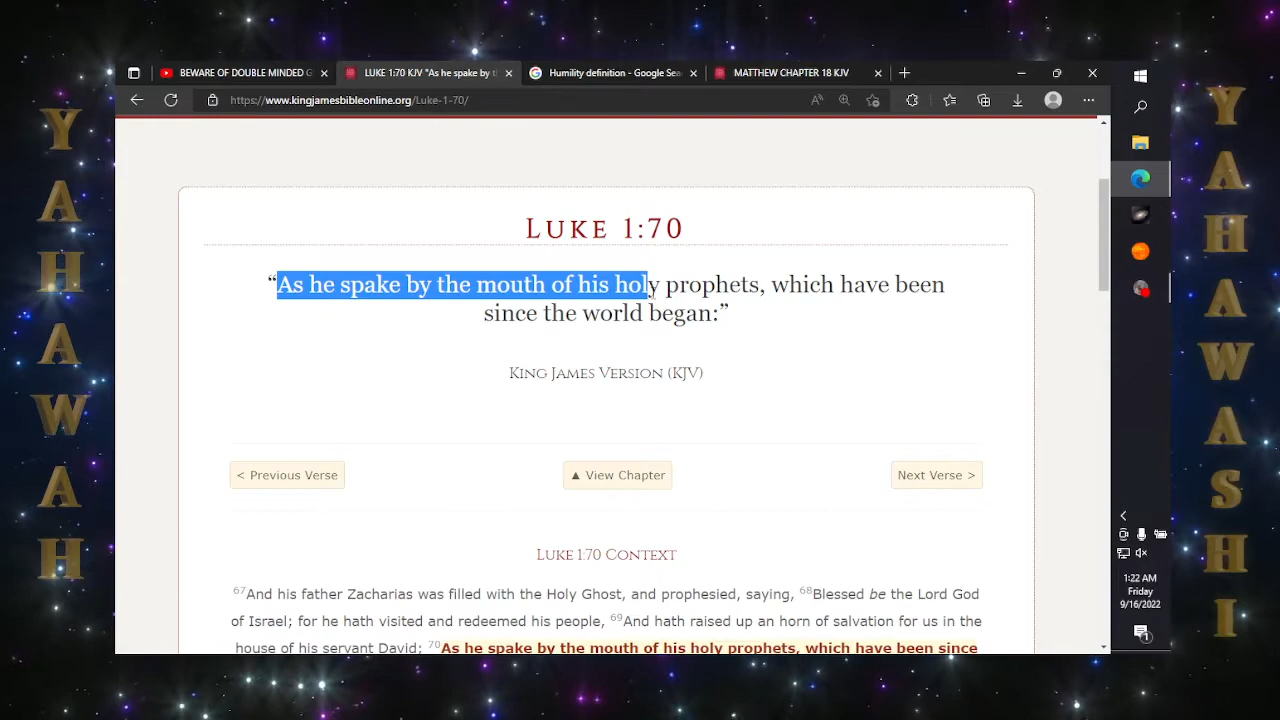 BEWARE OF DOUBLE MINDED G
LUKE 1:70 KJV "As he spake by t
Humility definition - Google Sea
MATTHEW CHAPTER 18 KJV
https://www.kingjamesbibleonline.org/Luke-1-70/
YAHAWAH
YAHAWASHI
LUKE 1:70
“As he spake by the mouth of his holy prophets, which have been
since the world began:”
KING JAMES VERSION (KJV)
< Previous Verse
▲ View Chapter
Next Verse >
LUKE 1:70 CONTEXT
67And his father Zacharias was filled with the Holy Ghost, and prophesied, saying, 68Blessed be the Lord God
of Israel; for he hath visited and redeemed his people, 69And hath raised up an horn of salvation for us in the
house of his servant David; 70As he spake by the mouth of his holy prophets, which have been since
1:22 AM
Friday
9/16/2022
1